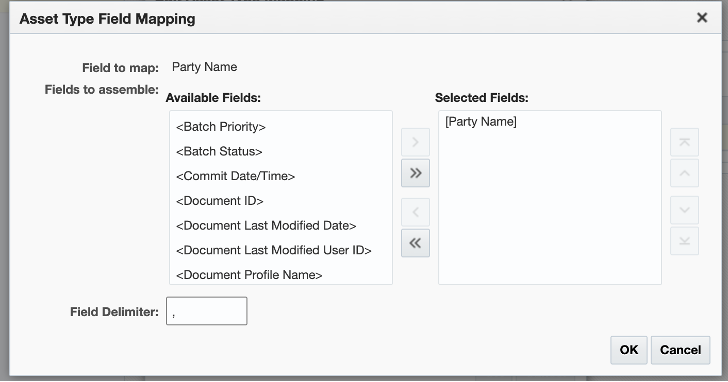 Asset Type Field Mapping
Field to map: Party Name
Fields to assemble:
Available Fields:
Selected Fields:
<Batch Priority>
<Batch Status>
<Commit Date/Time>
<Document ID>
<Document Last Modified Date>
<Document Last Modified User ID>
<Document Profile Name>
[Party Name]
Field Delimiter: ,
OK Cancel